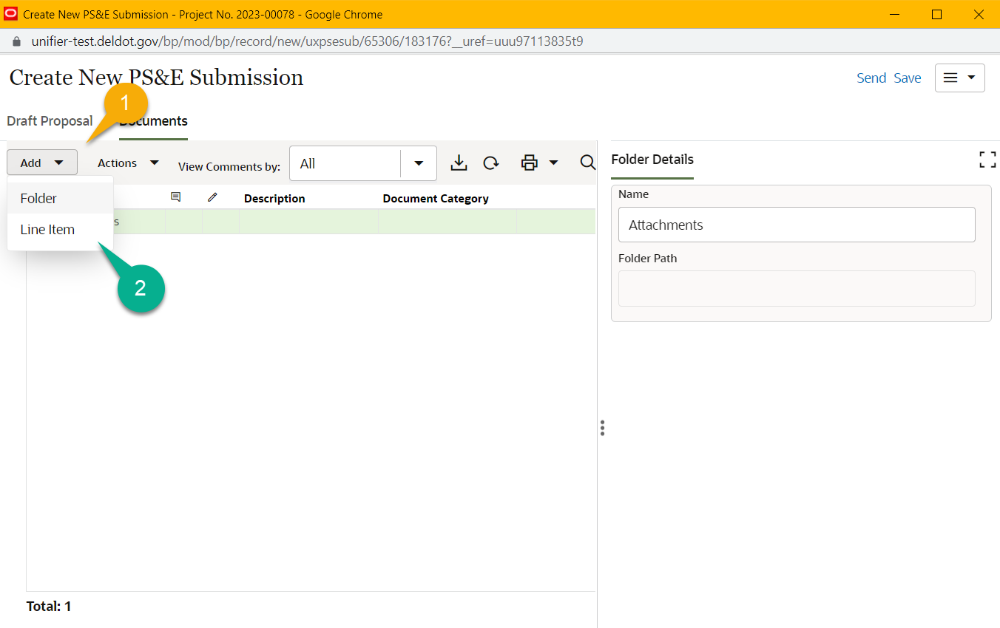 Create New PS&E Submission - Project No. 2023-00078 - Google Chrome
unifier-test.deldot.gov/bp/mod/bp/record/new/uxpsesub/65306/183176?__uref=uuu97113835t9
Create New PS&E Submission
Send Save
1
Draft Proposal
Documents
Add
Actions
View Comments by:
All
Folder Details
Folder
Description
Document Category
Name
s
Attachments
Line Item
Folder Path
2
Total: 1